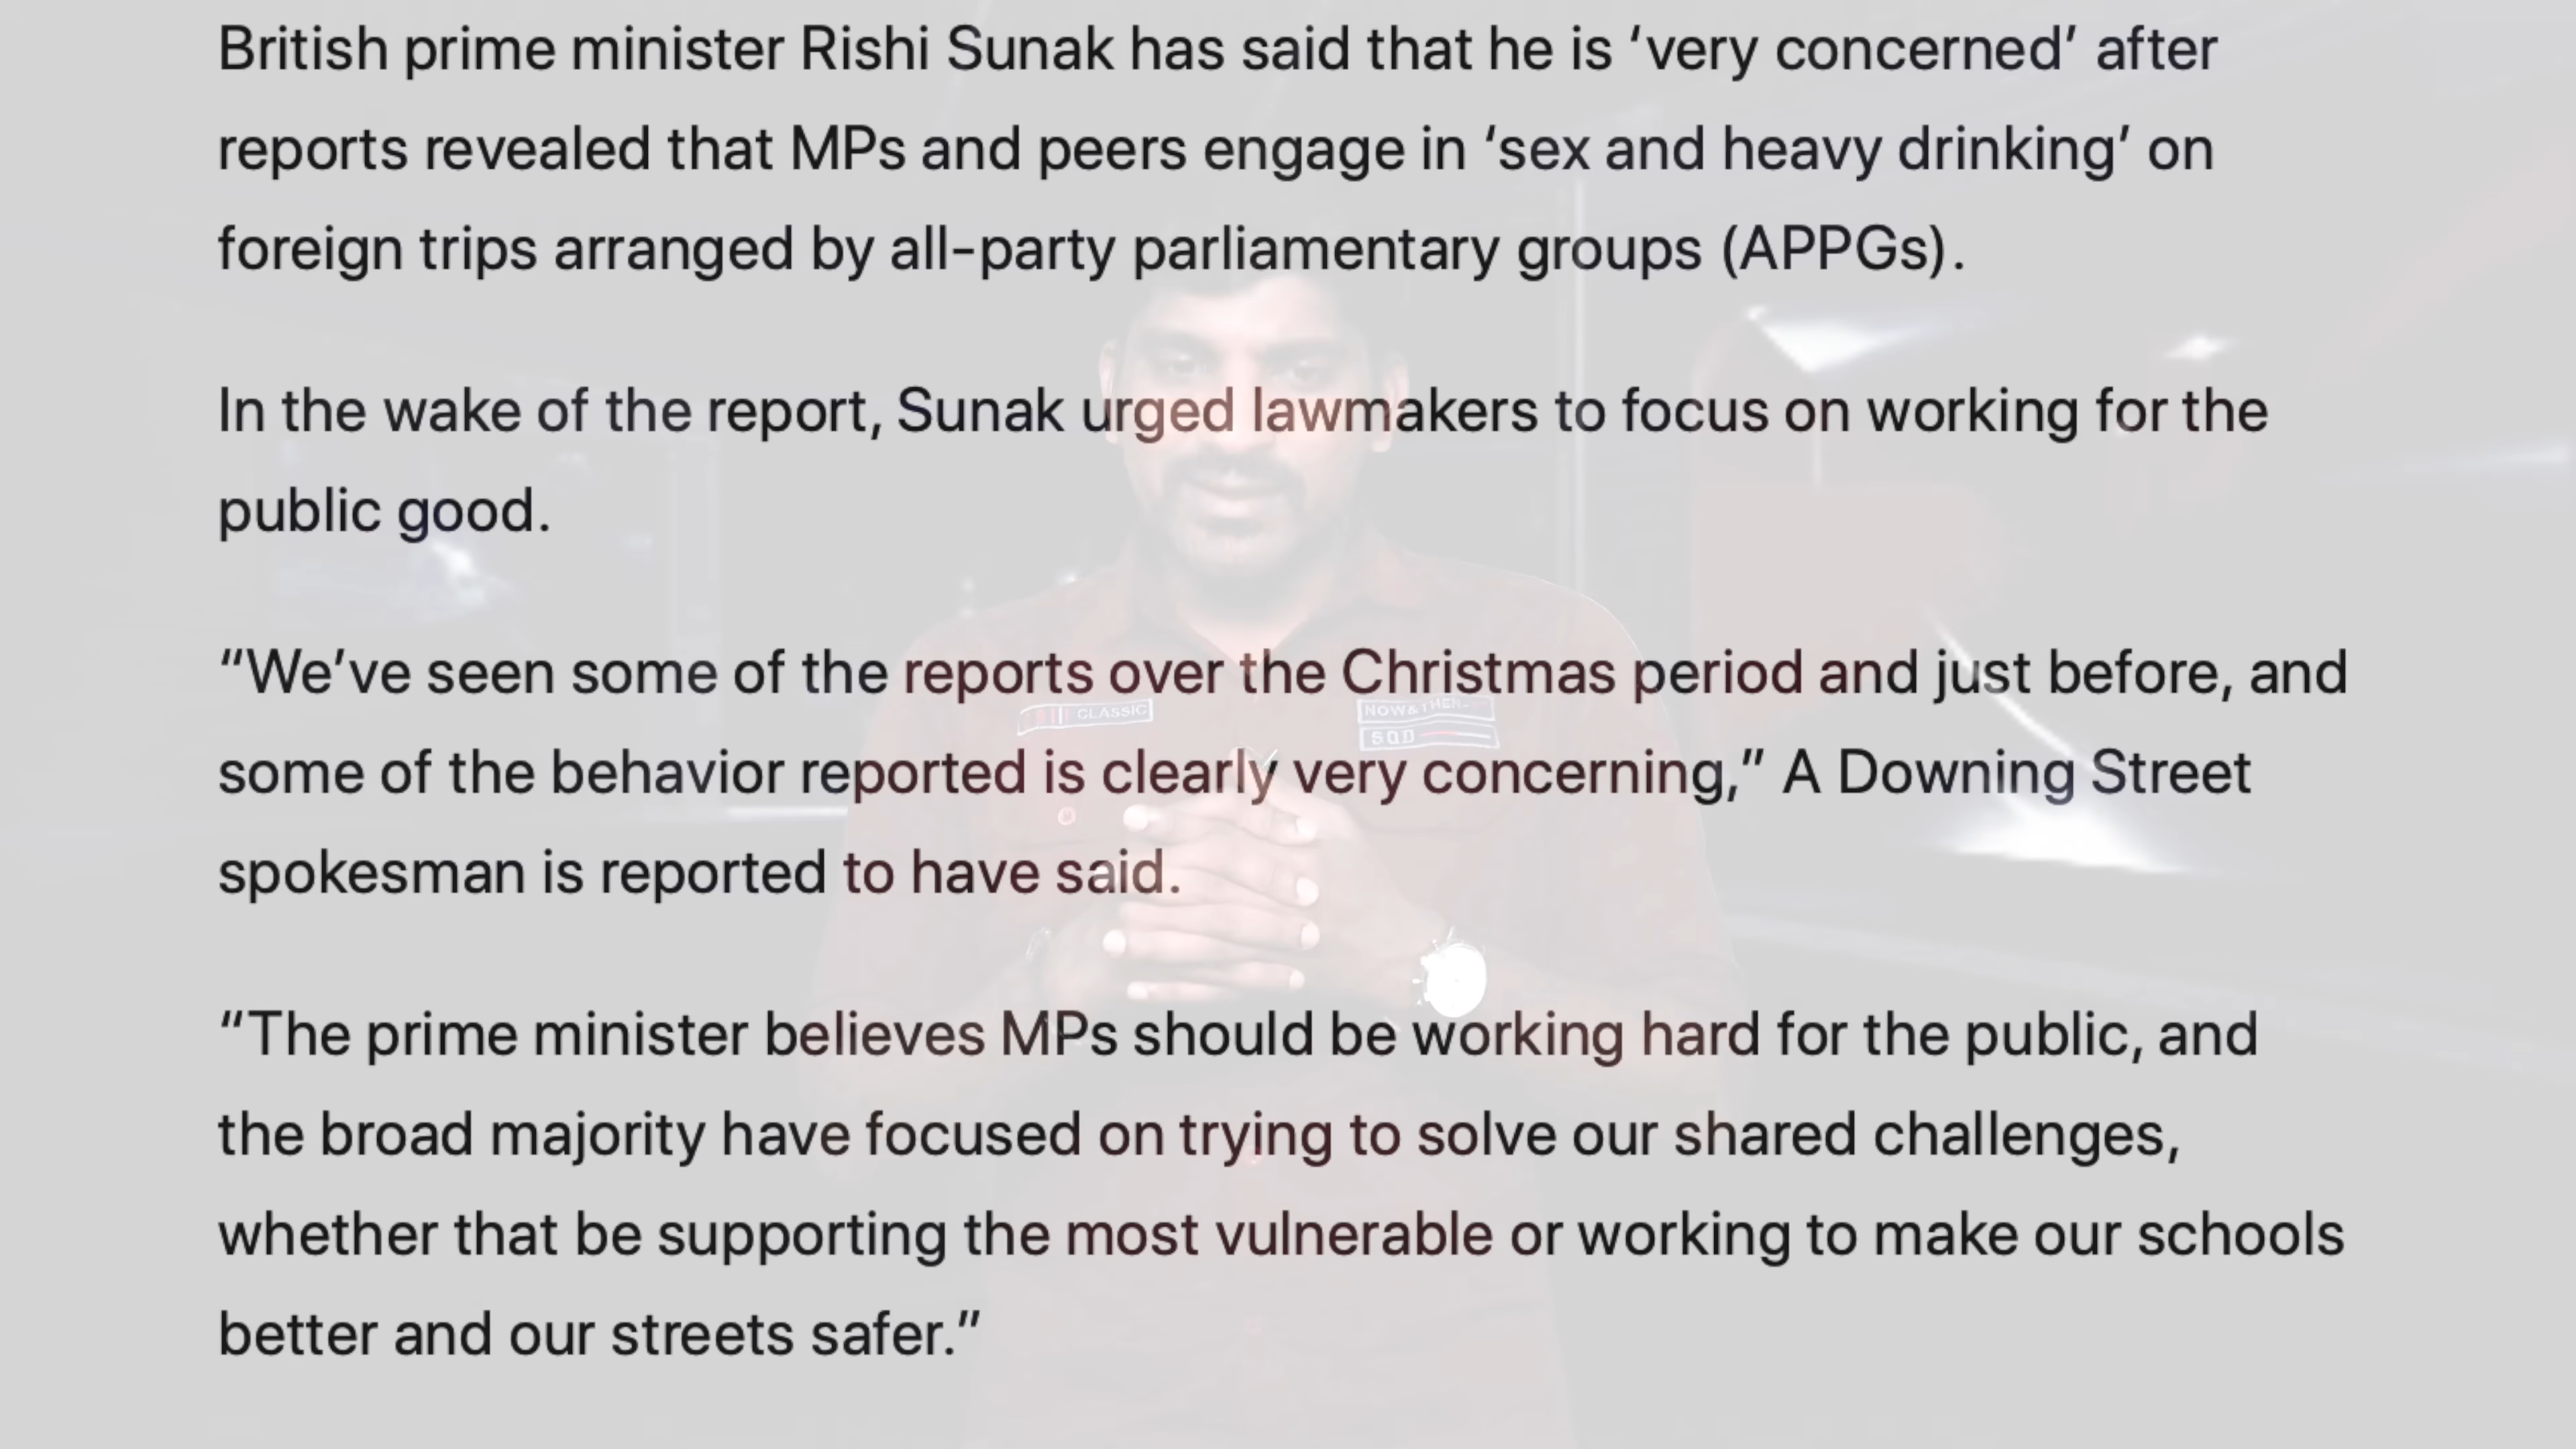 British prime minister Rishi Sunak has said that he is ‘very concerned’ after
reports revealed that MPs and peers engage in ‘sex and heavy drinking’ on
foreign trips arranged by all-party parliamentary groups (APPGs).
In the wake of the report, Sunak urged lawmakers to focus on working for the
public good.
“We’ve seen some of the reports over the Christmas period and just before, and
CLASSIC
NOW&THEN-
SQD
some of the behavior reported is clearly very concerning,” A Downing Street
spokesman is reported to have said.
“The prime minister believes MPs should be working hard for the public, and
the broad majority have focused on trying to solve our shared challenges,
whether that be supporting the most vulnerable or working to make our schools
better and our streets safer.”